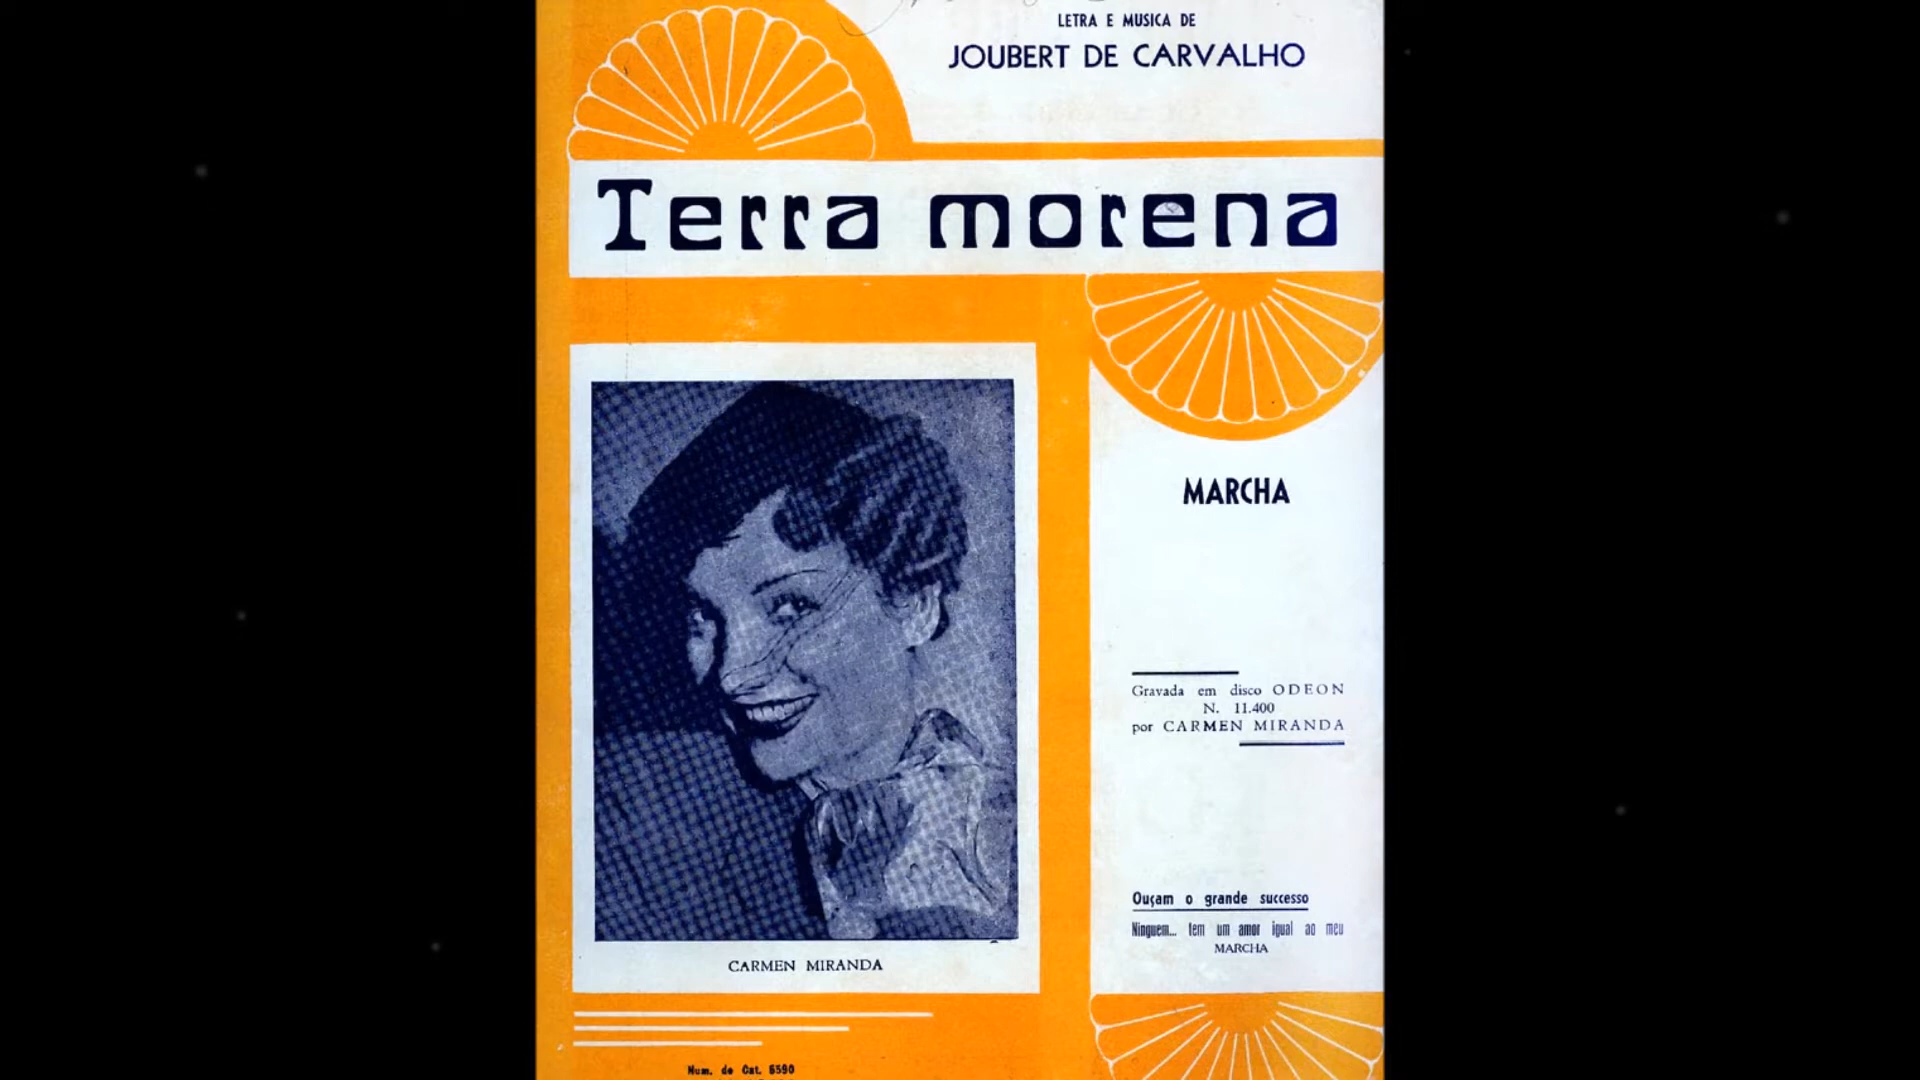 LETRA E MUSICA DE
JOUBERT DE CARVALHO
Terra morena
MARCHA
Gravada em disco ODEON
N. 11.400
por CARMEN MIRANDA
Ouçam o grande successo
Ninguem... tem um amor igual ao meu
MARCHA
CARMEN MIRANDA
Num. de Cat. 5590